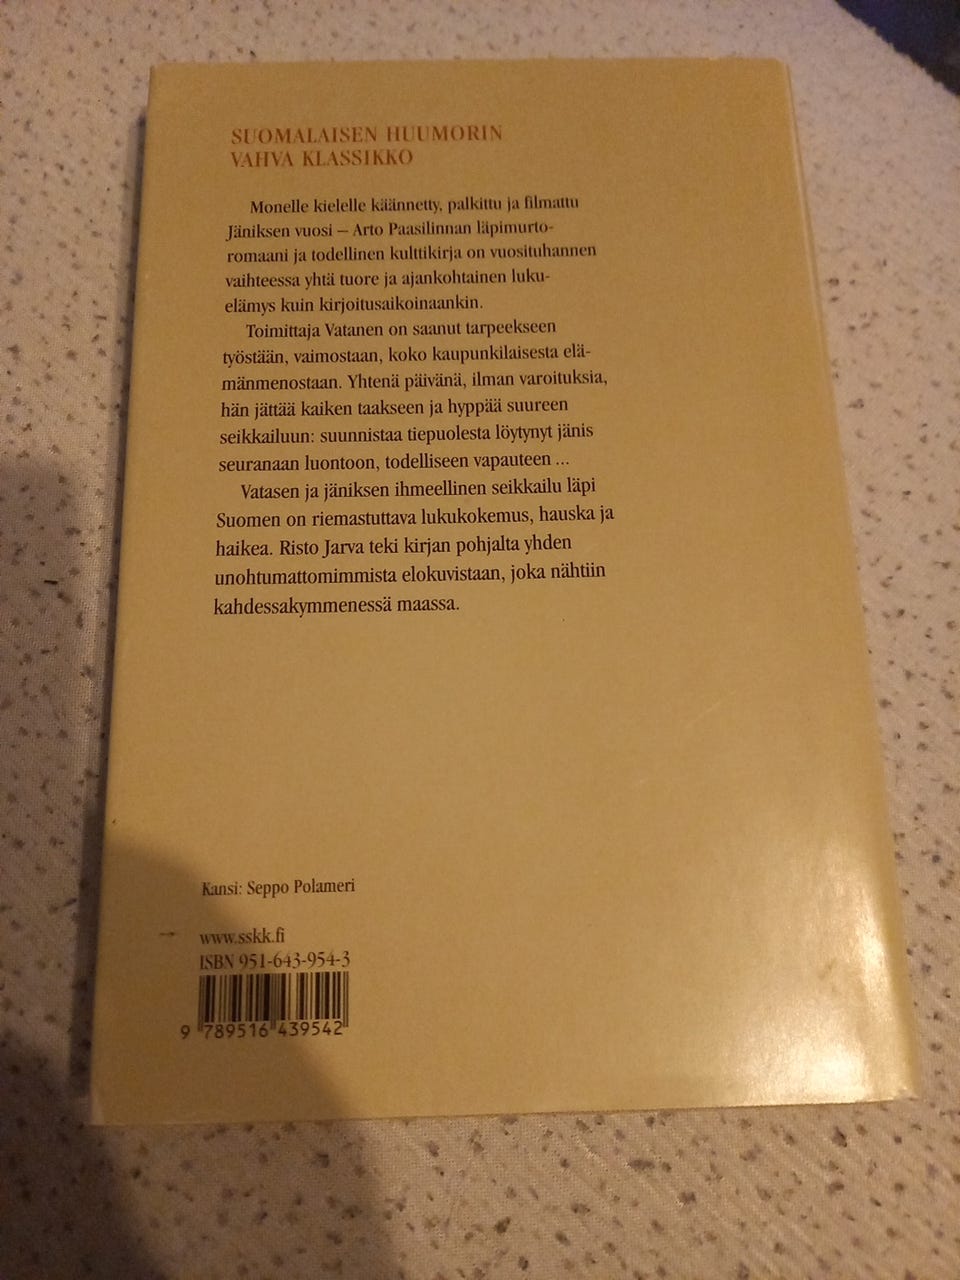 SUOMALAISEN HUUMORIN
VAHVA KLASSIKKO
Monelle kielelle käännetty, palkittu ja filmattu
Jäniksen vuosi – Arto Paasilinnan läpimurto-
romaani ja todellinen kulttikirja on vuosituhannen
vaihteessa yhtä tuore ja ajankohtainen luku-
elämys kuin kirjoitusaikoinaankin.
Toimittaja Vatanen on saanut tarpeekseen
työstään, vaimostaan, koko kaupunkilaisesta elä-
mänmenostaan. Yhtenä päivänä, ilman varoituksia,
hän jättää kaiken taakseen ja hyppää suureen
seikkailuun: suunnistaa tiepuolesta löytynyt jänis
seuranaan luontoon, todelliseen vapauteen ...
Vatasen ja jäniksen ihmeellinen seikkailu läpi
Suomen on riemastuttava lukukokemus, hauska ja
haikea. Risto Jarva teki kirjan pohjalta yhden
unohtumattomimmista elokuvistaan, joka nähtiin
kahdessakymmenessä maassa.
Kansi: Seppo Polameri
www.sskk.fi
ISBN 951-643-954-3
9 789516 439542